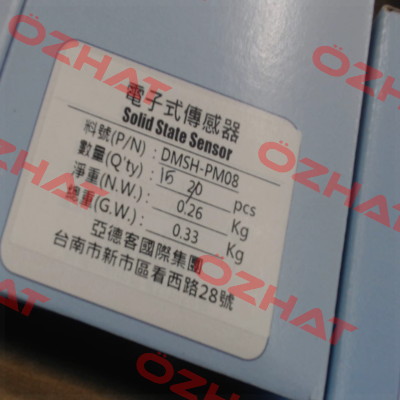 電子式傳感器
Solid State Sensor
料號(P/N) DMSH-PM08
數量(Q'ty) 15 20 pcs
淨重(N.W.) 0.26 Kg
總重(G.W.) 0.33 Kg
亞德客國際集團
台南市新市區看西路28號
ÖZHAT
ÖZHAT
ÖZHAT
ÖZHAT
ÖZHAT
ÖZHAT